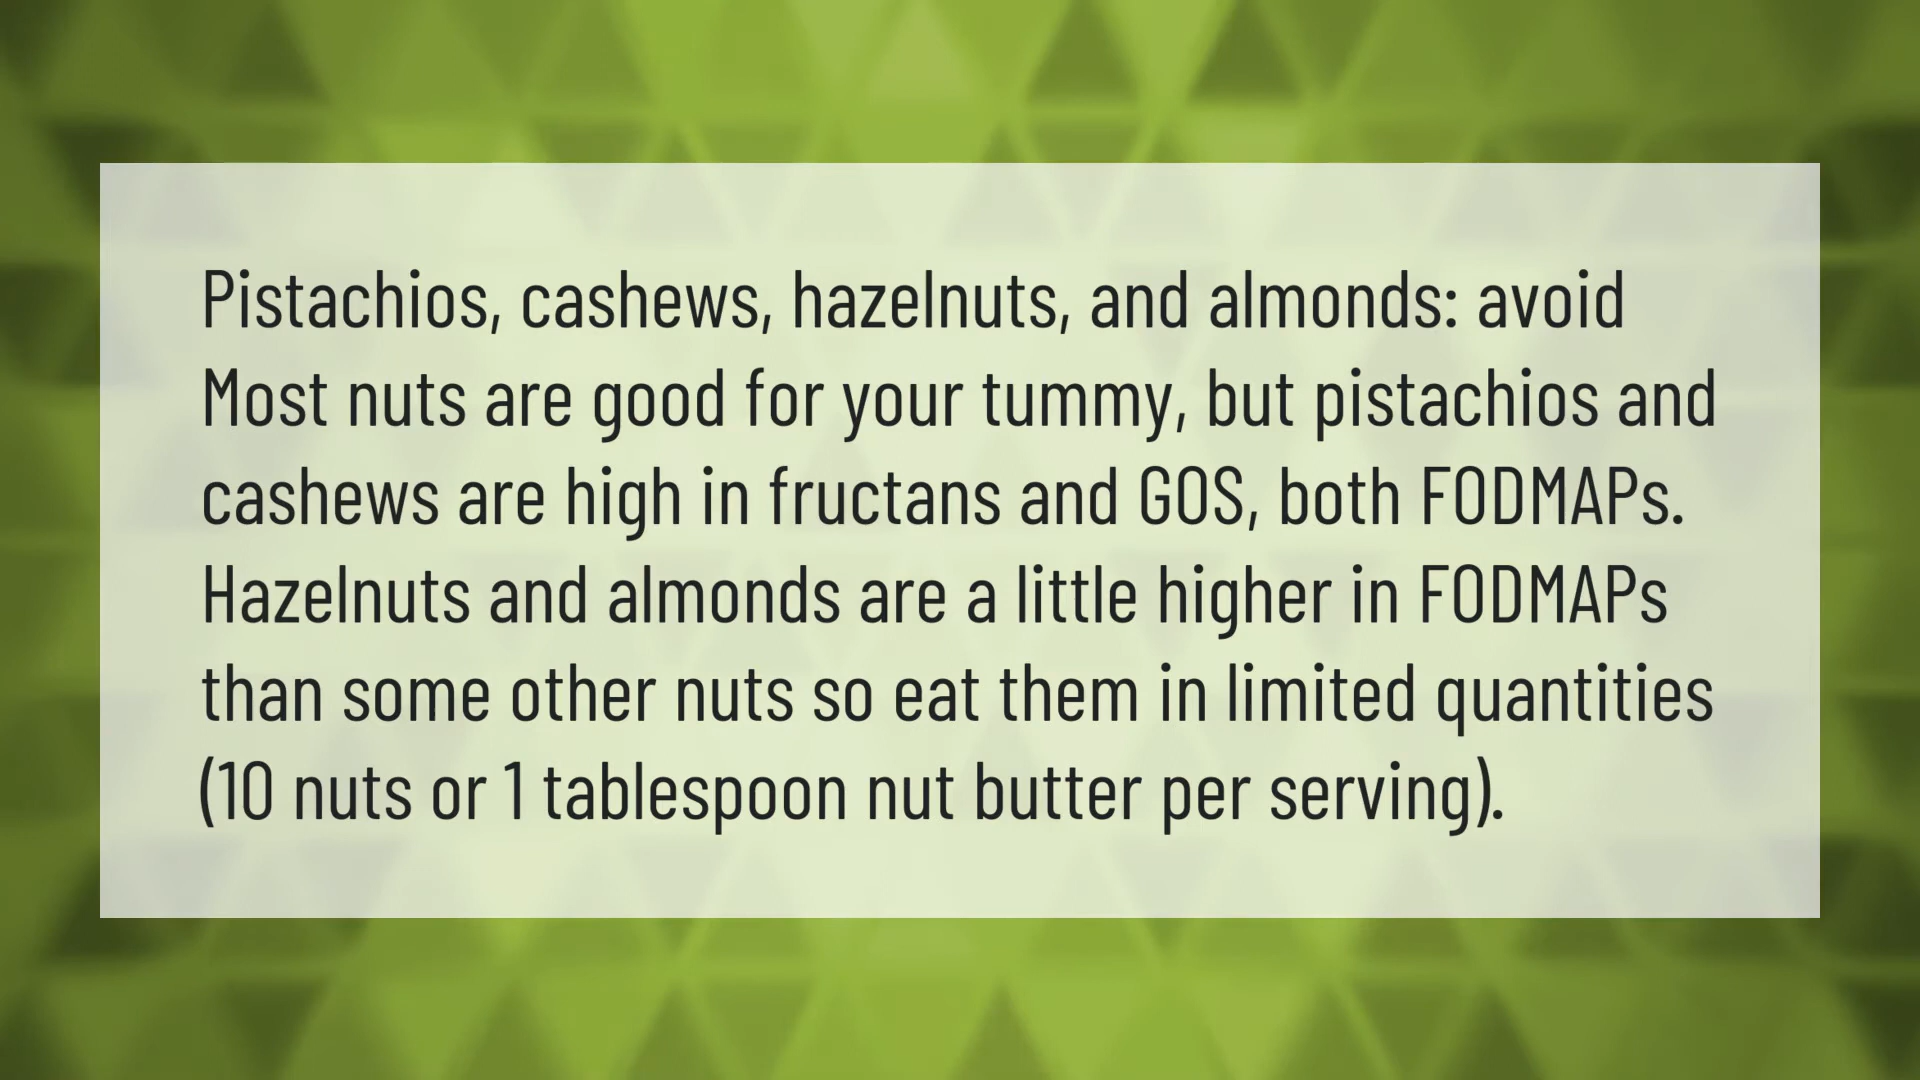 Pistachios, cashews, hazelnuts, and almonds: avoid
Most nuts are good for your tummy, but pistachios and
cashews are high in fructans and GOS, both FODMAPs.
Hazelnuts and almonds are a little higher in FODMAPs
than some other nuts so eat them in limited quantities
(10 nuts or 1 tablespoon nut butter per serving).